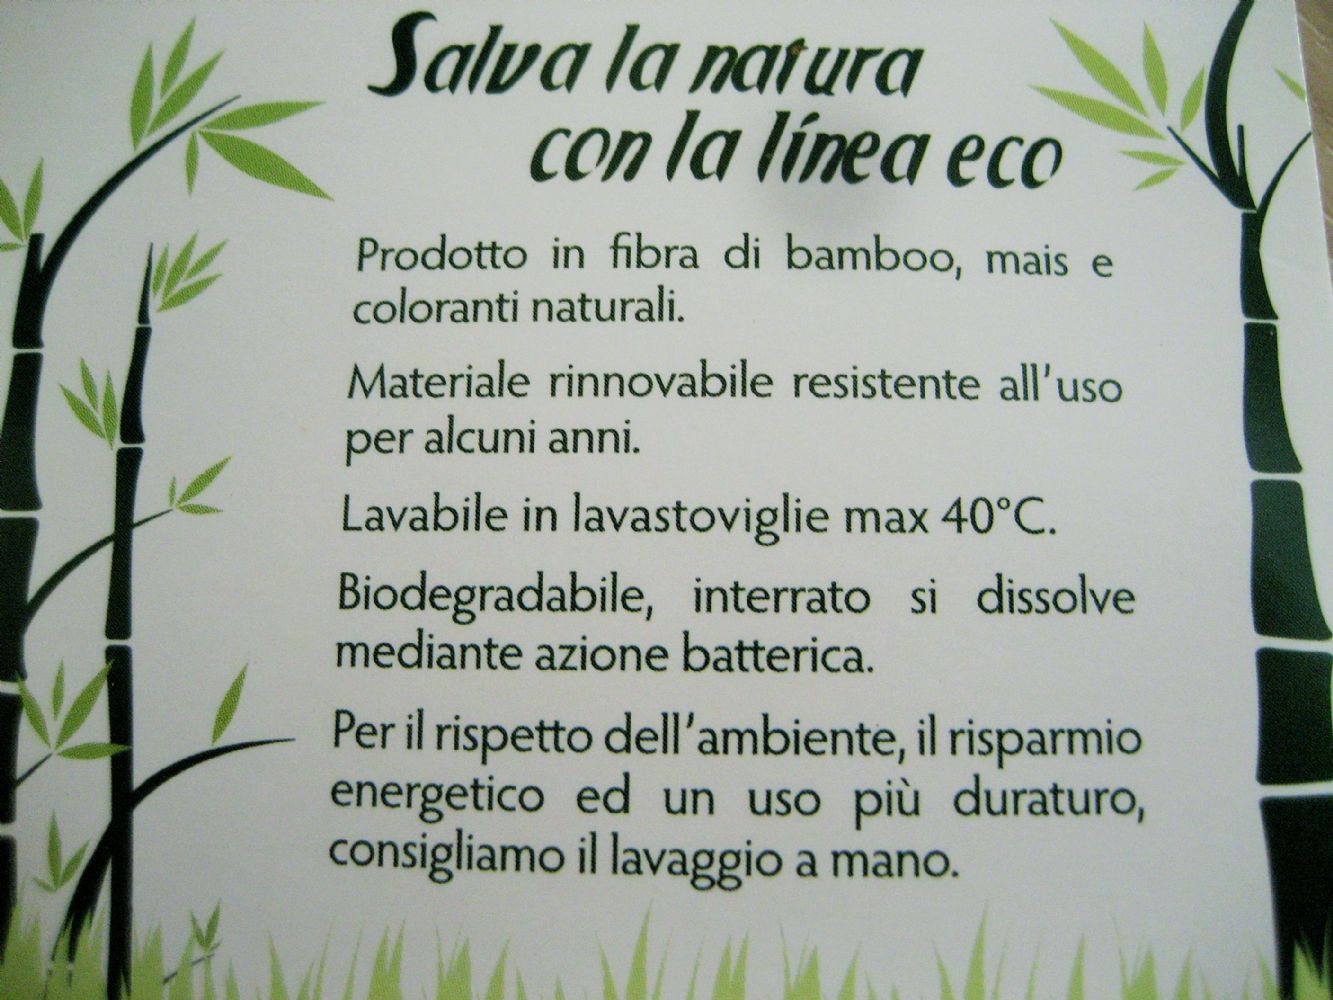 Salva la natura
con la línea eco
Prodotto in fibra di bamboo, mais e
coloranti naturali.
Materiale rinnovabile resistente all'uso
per alcuni anni.
Lavabile in lavastoviglie max 40°C.
Biodegradabile, interrato si dissolve
mediante azione batterica.
Per il rispetto dell'ambiente, il risparmio
energetico ed un uso più duraturo,
consigliamo il lavaggio a mano.